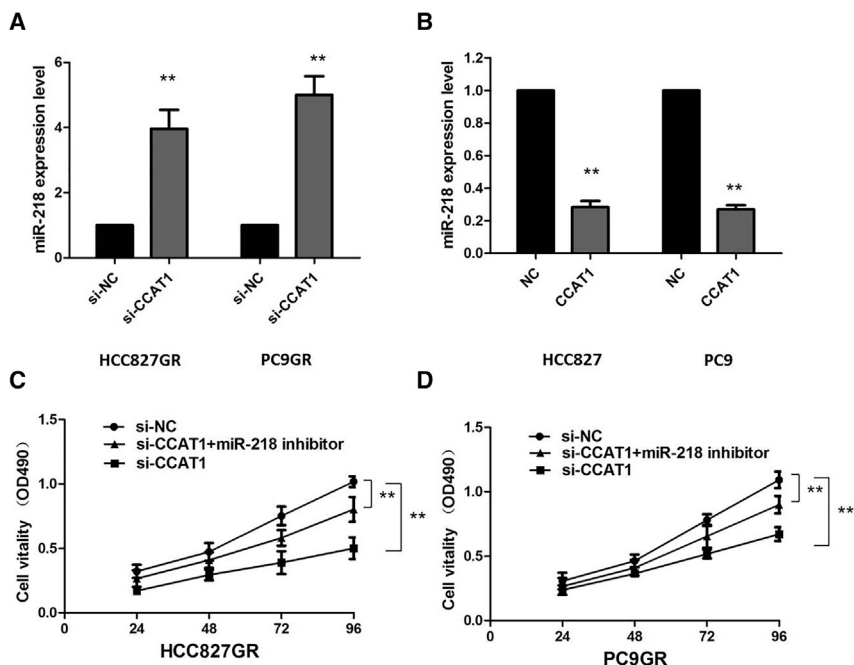 A
miR-218 expression level
6
4
2
0
**
**
si-NC
si-CCAT1
si-NC
si-CCAT1
HCC827GR
PC9GR
B
miR-218 expression level
1.2
1.0
0.8
0.6
0.4
0.2
0.0
**
**
NC
CCAT1
NC
CCAT1
HCC827
PC9
C
Cell vitality（OD490）
1.5
1.0
0.5
0.0
si-NC
si-CCAT1+miR-218 inhibitor
si-CCAT1
**
**
0
24
48
72
96
HCC827GR
D
Cell vitality（OD490）
1.5
1.0
0.5
0.0
si-NC
si-CCAT1+miR-218 inhibitor
si-CCAT1
**
**
0
24
48
72
96
PC9GR